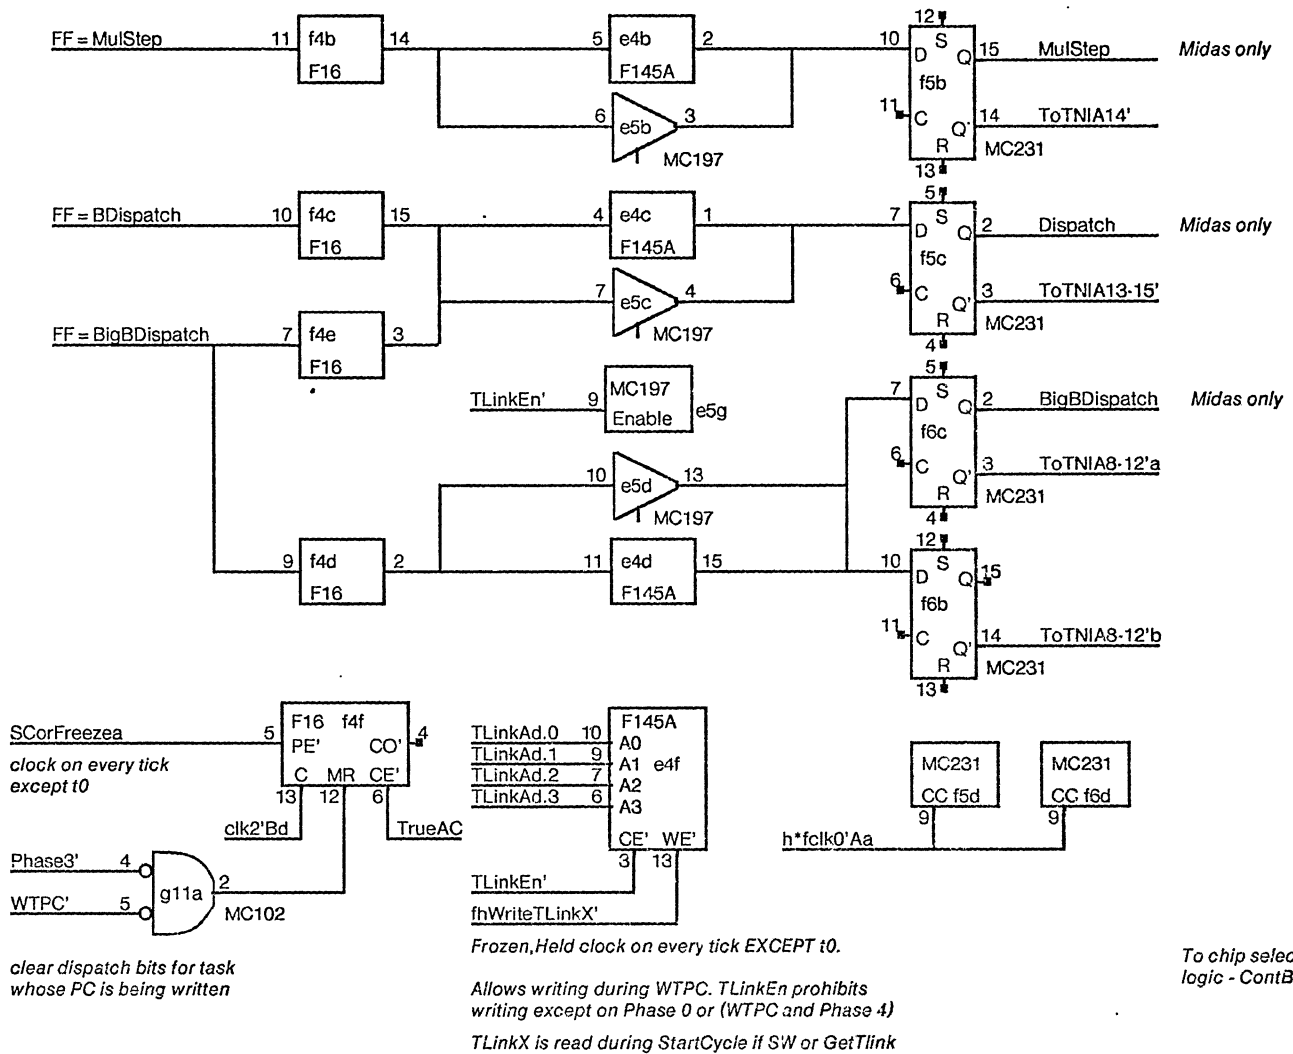 12
FF = MulStep 11 f4b 14 5 e4b 2 10 S 15 MulStep Midas only
D Q
F16 F145A f5b
6 e5b 3 11 C 14 ToTNIA14'
Q'
MC197 R MC231
13
5
FF = BDispatch 10 f4c 15 4 e4c 1 7 S 2 Dispatch Midas only
D Q
F16 F145A f5c
7 e5c 4 6 C 3 ToTNIA13-15'
Q'
MC197 R MC231
FF = BigBDispatch 7 f4e 3 4
F16
5
TLinkEn' 9 MC197 Enable e5g 7 S 2 BigBDispatch Midas only
D Q
f6c
10 e5d 13 6 C 3 ToTNIA8-12'a
Q'
MC197 R MC231
4
12
9 f4d 2 11 e4d 15 10 S 15
D Q
F16 F145A f6b
11 C 14 ToTNIA8-12'b
Q'
R MC231
13
SCorFreezea 5 F16 f4f 4
PE' CO'
clock on every tick
except t0
C MR CE'
13 12 6
clk2'Bd TrueAC
Phase3' 4
g11a 2
WTPC' 5 MC102
clear dispatch bits for task
whose PC is being written
F145A
TLinkAd.0 10 A0
TLinkAd.1 9 A1 e4f
TLinkAd.2 7 A2
TLinkAd.3 6 A3
CE' WE'
3 13
TLinkEn'
fhWriteTLinkX'
Frozen,Held clock on every tick EXCEPT t0.
Allows writing during WTPC. TLinkEn prohibits
writing except on Phase 0 or (WTPC and Phase 4)
TLinkX is read during StartCycle if SW or GetTlink
MC231 MC231
CC f5d CC f6d
9 9
h*fclk0'Aa
To chip selec
logic - ContB